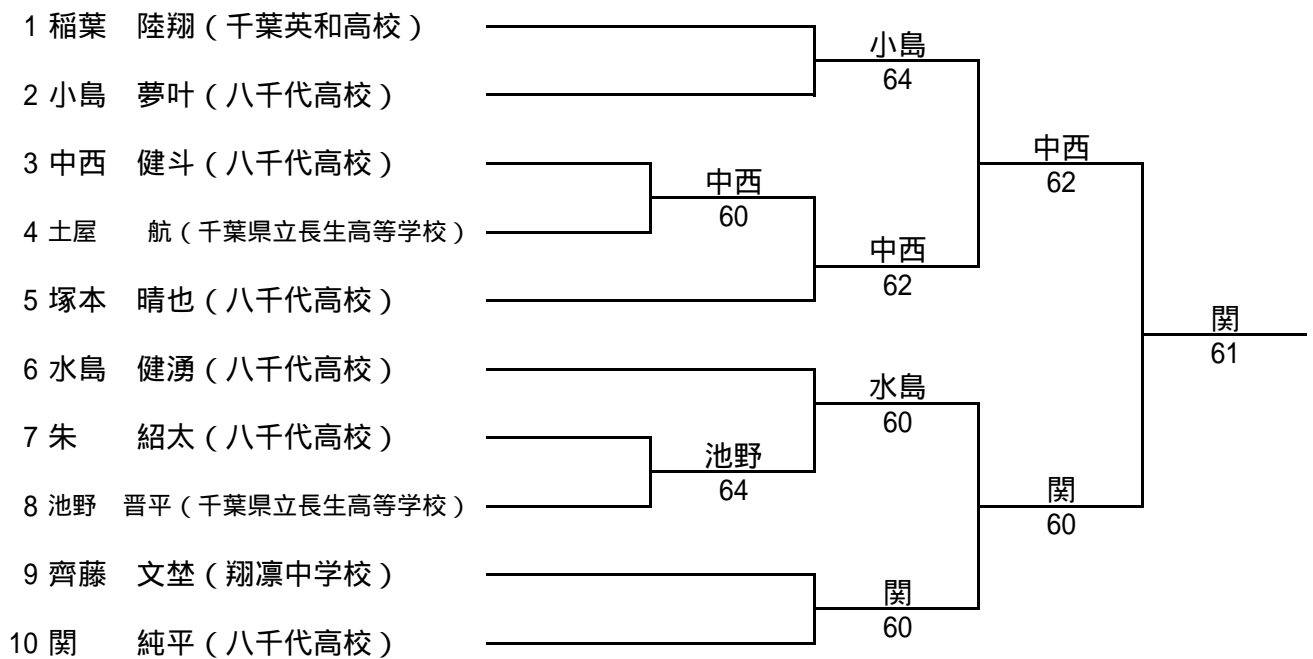 1 稲葉　陸翔（千葉英和高校）
小島
64
2 小島　夢叶（八千代高校）
中西
62
3 中西　健斗（八千代高校）
中西
60
4 土屋　　航（千葉県立長生高等学校）
中西
62
5 塚本　晴也（八千代高校）
関
61
6 水島　健湧（八千代高校）
水島
60
7 朱　　紹太（八千代高校）
池野
64
8 池野　晋平（千葉県立長生高等学校）
関
60
9 齊藤　文埜（翔凛中学校）
関
60
10 関　　純平（八千代高校）